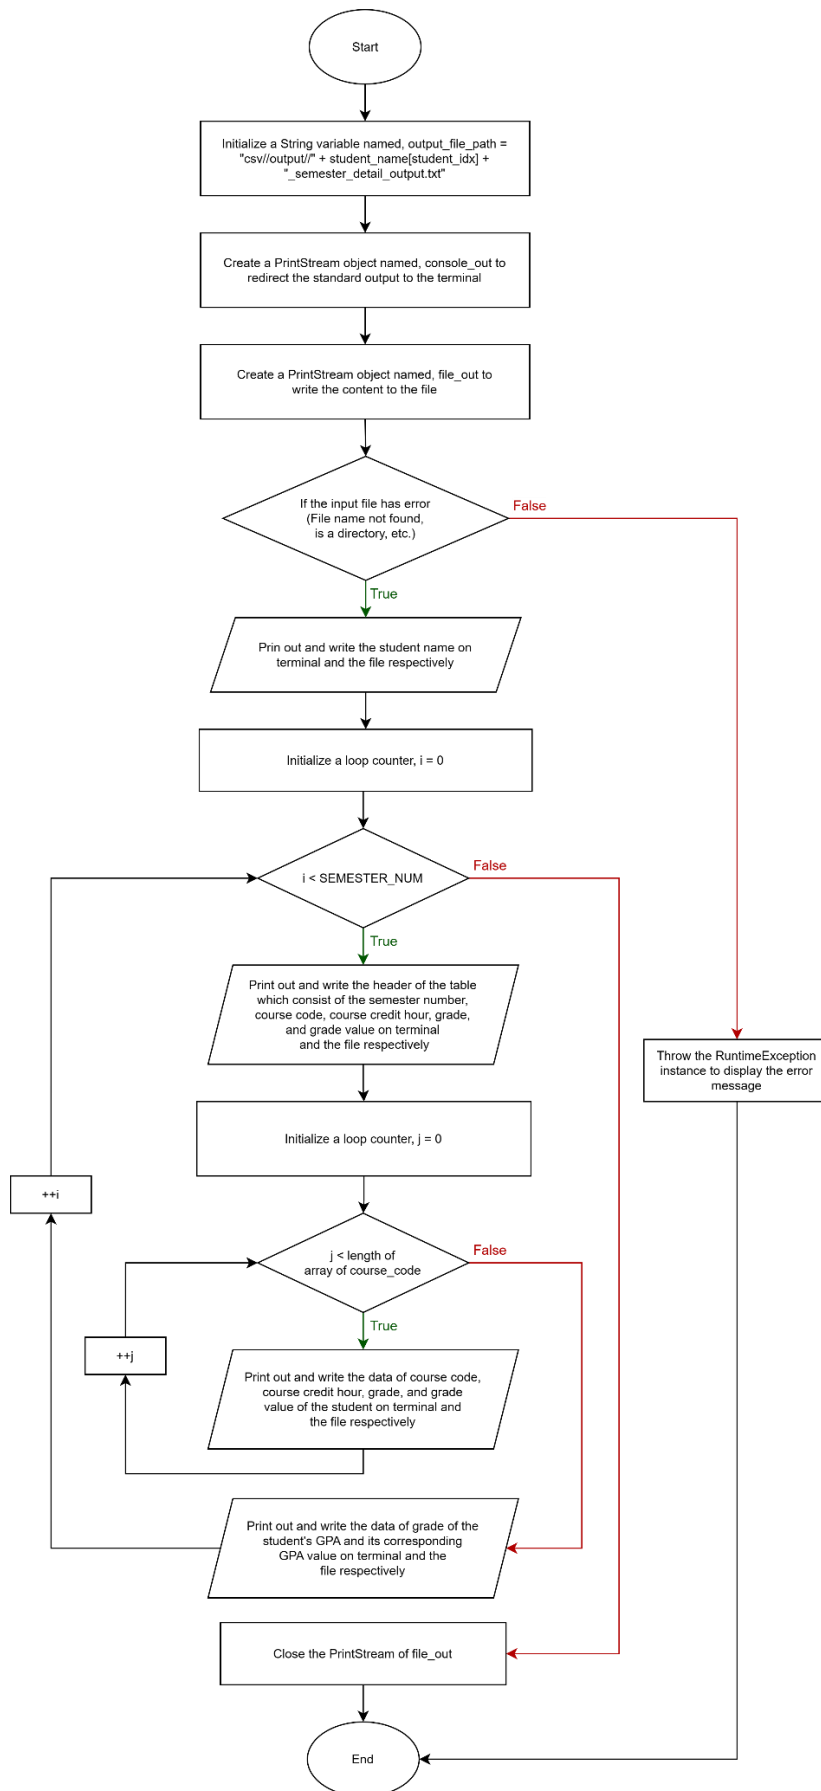 Start
Initialize a String variable named, output_file_path =
"csv//output//" + student_name[student_idx] +
"_semester_detail_output.txt"
Create a PrintStream object named, console_out to
redirect the standard output to the terminal
Create a PrintStream object named, file_out to
write the content to the file
If the input file has error
(File name not found,
is a directory, etc.)
False
True
Prin out and write the student name on
terminal and the file respectively
Initialize a loop counter, i = 0
i < SEMESTER_NUM
False
True
Print out and write the header of the table
which consist of the semester number,
course code, course credit hour, grade,
and grade value on terminal
and the file respectively
Throw the RuntimeException
instance to display the error
message
Initialize a loop counter, j = 0
++i
j < length of
array of course_code
False
True
++j
Print out and write the data of course code,
course credit hour, grade, and grade
value of the student on terminal and
the file respectively
Print out and write the data of grade of the
student's GPA and its corresponding
GPA value on terminal and the
file respectively
Close the PrintStream of file_out
End